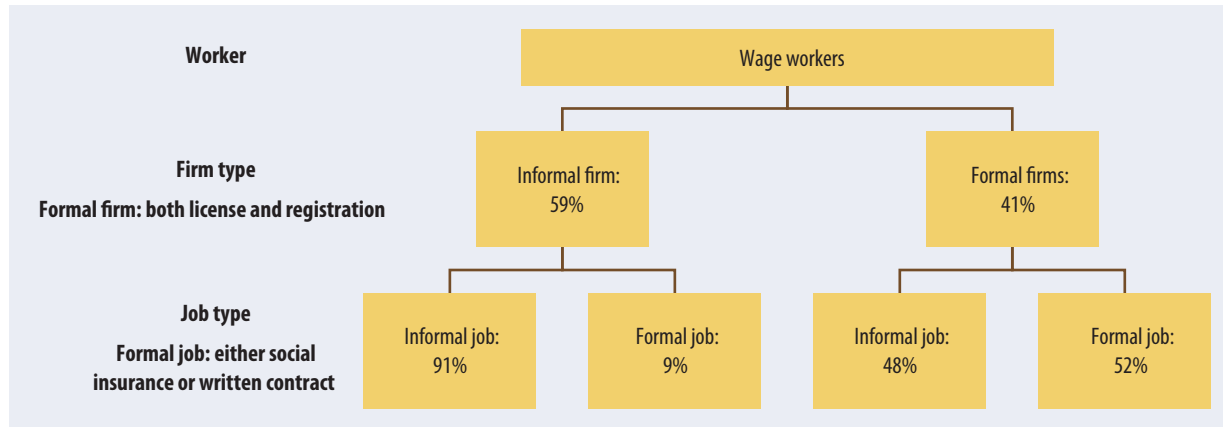 Worker
Wage workers
Firm type
Formal firm: both license and registration
Informal firm:
59%
Formal firms:
41%
Job type
Formal job: either social
insurance or written contract
Informal job:
91%
Formal job:
9%
Informal job:
48%
Formal job:
52%